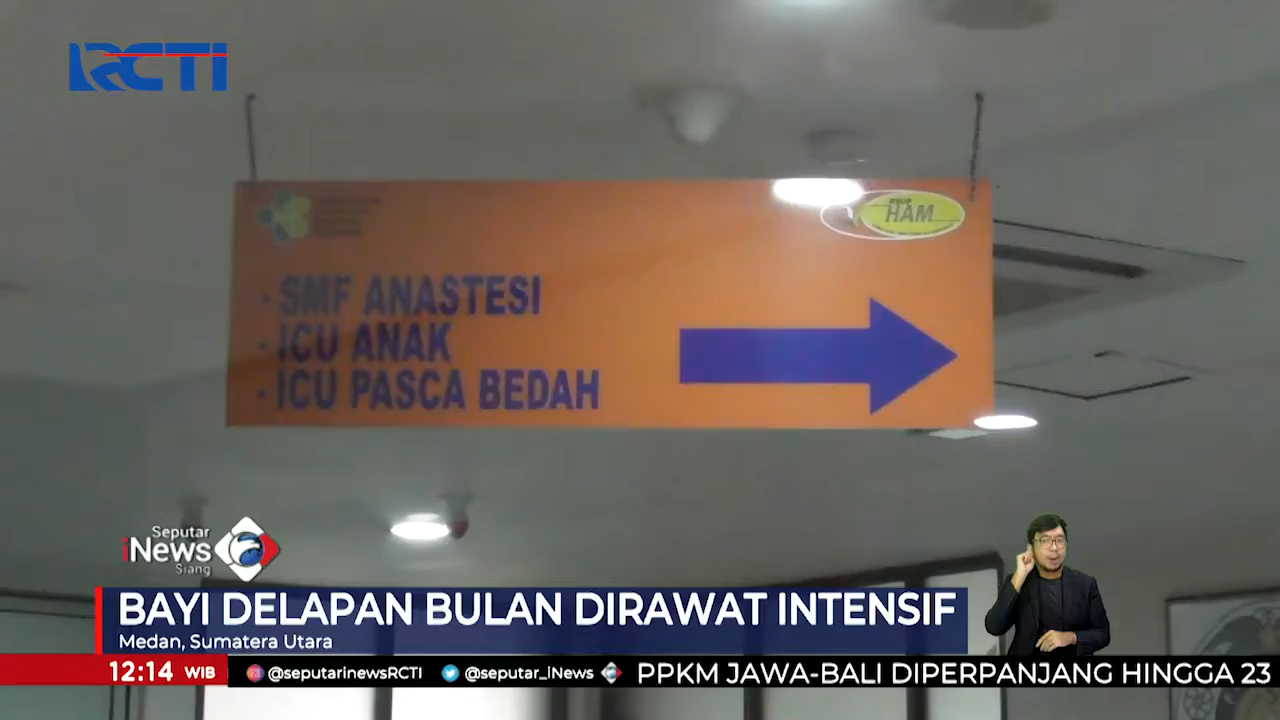 RCTI
RSUP
HAM
· SMF ANASTESI
· ICU ANAK
· ICU PASCA BEDAH
Seputar
iNews
Siang
BAYI DELAPAN BULAN DIRAWAT INTENSIF
Medan, Sumatera Utara
12:14 WIB @seputarinewsRCTI @seputar_iNews PPKM JAWA-BALI DIPERPANJANG HINGGA 23